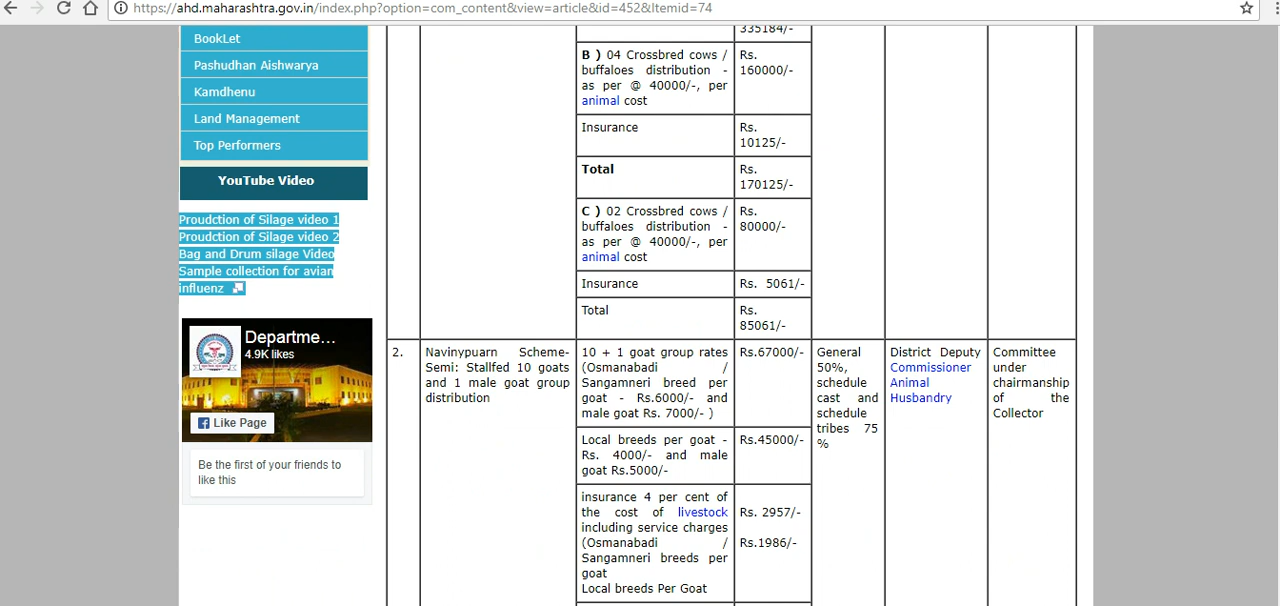 https://ahd.maharashtra.gov.in/index.php?option=com_content&view=article&id=452&Itemid=74
BookLet
Pashudhan Aishwarya
Kamdhenu
Land Management
Top Performers
YouTube Video
Proudction of Silage video 1
Proudction of Silage video 2
Bag and Drum silage Video
Sample collection for avian
influenz
Departme...
4.9K likes
Like Page
Be the first of your friends to
like this
335184/-
B ) 04 Crossbred cows /
buffaloes distribution -
as per @ 40000/-, per
animal cost
Rs.
160000/-
Insurance
Rs.
10125/-
Total
Rs.
170125/-
C ) 02 Crossbred cows /
buffaloes distribution -
as per @ 40000/-, per
animal cost
Rs.
80000/-
Insurance
Rs. 5061/-
Total
Rs.
85061/-
2.
Navinypuarn Scheme-
Semi: Stallfed 10 goats
and 1 male goat group
distribution
10 + 1 goat group rates
(Osmanabadi /
Sangamneri breed per
goat - Rs.6000/- and
male goat Rs. 7000/- )
Rs.67000/-
General
50%,
schedule
cast and
schedule
tribes 75
%
District Deputy
Commissioner
Animal
Husbandry
Committee
under
chairmanship
of the
Collector
Local breeds per goat -
Rs. 4000/- and male
goat Rs.5000/-
Rs.45000/-
insurance 4 per cent of
the cost of livestock
including service charges
(Osmanabadi /
Sangamneri breeds per
goat
Local breeds Per Goat
Rs. 2957/-
Rs.1986/-